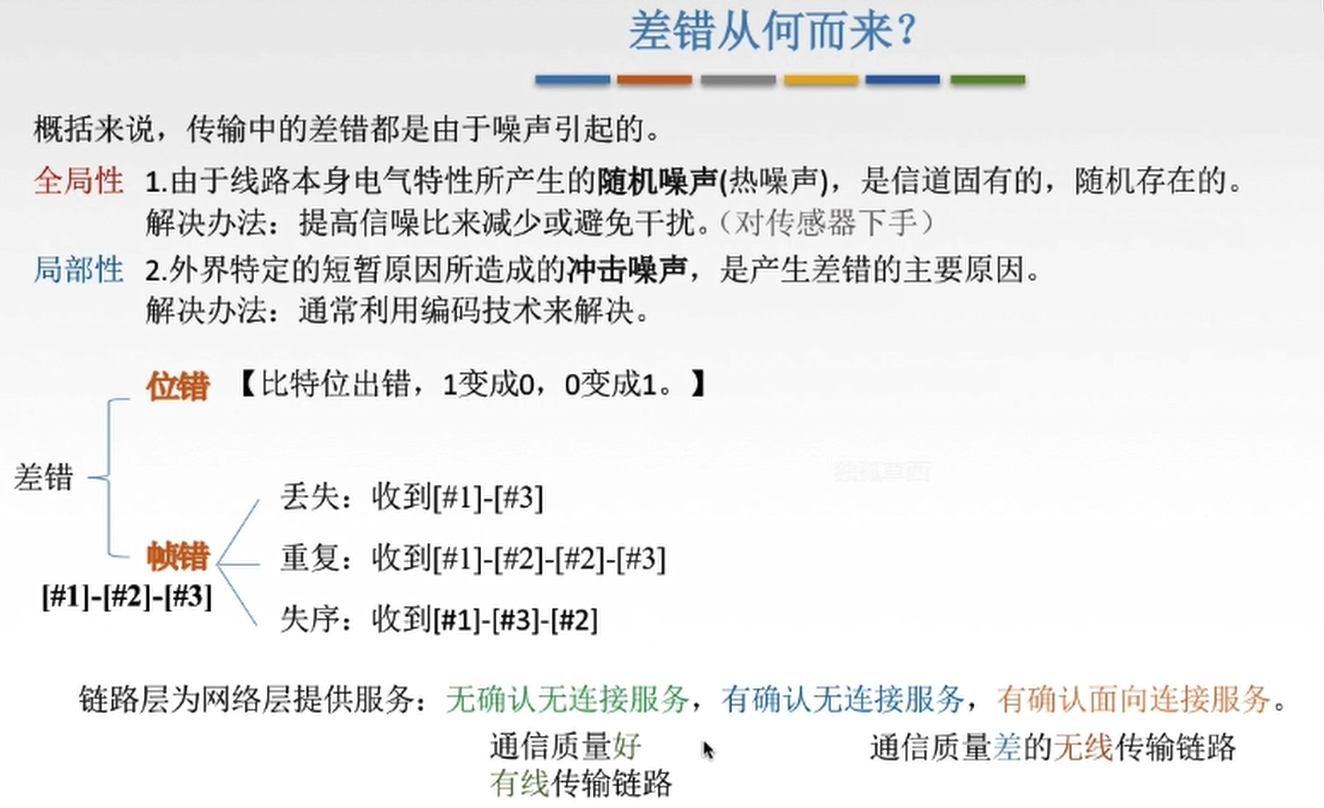 差错从何而来？
概括来说，传输中的差错都是由于噪声引起的。
全局性 1.由于线路本身电气特性所产生的随机噪声(热噪声)，是信道固有的，随机存在的。
解决办法：提高信噪比来减少或避免干扰。（对传感器下手）
局部性 2.外界特定的短暂原因所造成的冲击噪声，是产生差错的主要原因。
解决办法：通常利用编码技术来解决。
位错 【比特位出错，1变成0，0变成1。】
差错
丢失：收到[#1]-[#3]
帧错
重复：收到[#1]-[#2]-[#2]-[#3]
[#1]-[#2]-[#3]
失序：收到[#1]-[#3]-[#2]
链路层为网络层提供服务：无确认无连接服务，有确认无连接服务，有确认面向连接服务。
通信质量好 通信质量差的无线传输链路
有线传输链路